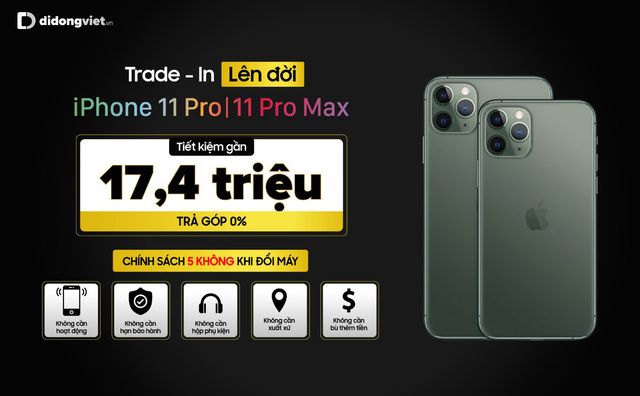 didongviet.vn
Trade - In Lên đời
iPhone 11 Pro|11 Pro Max
Tiết kiệm gần
17,4 triệu
TRẢ GÓP 0%
CHÍNH SÁCH 5 KHÔNG KHI ĐỔI MÁY
Không cần
hoạt động
Không cần
hạn bảo hành
Không cần
hộp phụ kiện
Không cần
xuất xứ
$
Không cần
bù thêm tiền